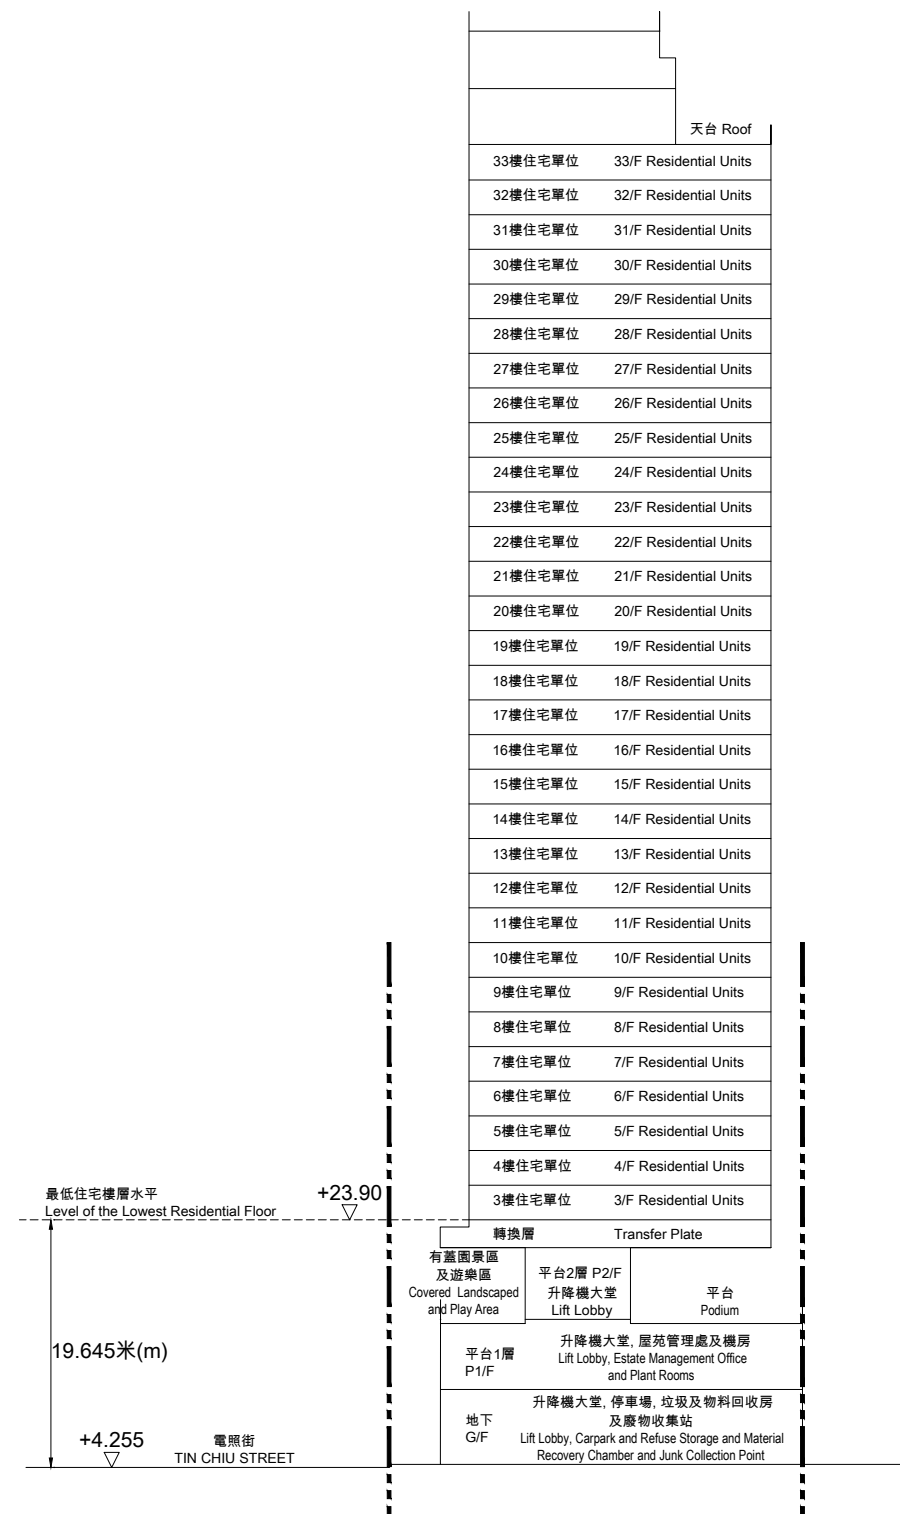 天台 Roof
33樓住宅單位 33/F Residential Units
32樓住宅單位 32/F Residential Units
31樓住宅單位 31/F Residential Units
30樓住宅單位 30/F Residential Units
29樓住宅單位 29/F Residential Units
28樓住宅單位 28/F Residential Units
27樓住宅單位 27/F Residential Units
26樓住宅單位 26/F Residential Units
25樓住宅單位 25/F Residential Units
24樓住宅單位 24/F Residential Units
23樓住宅單位 23/F Residential Units
22樓住宅單位 22/F Residential Units
21樓住宅單位 21/F Residential Units
20樓住宅單位 20/F Residential Units
19樓住宅單位 19/F Residential Units
18樓住宅單位 18/F Residential Units
17樓住宅單位 17/F Residential Units
16樓住宅單位 16/F Residential Units
15樓住宅單位 15/F Residential Units
14樓住宅單位 14/F Residential Units
13樓住宅單位 13/F Residential Units
12樓住宅單位 12/F Residential Units
11樓住宅單位 11/F Residential Units
10樓住宅單位 10/F Residential Units
9樓住宅單位 9/F Residential Units
8樓住宅單位 8/F Residential Units
7樓住宅單位 7/F Residential Units
6樓住宅單位 6/F Residential Units
5樓住宅單位 5/F Residential Units
4樓住宅單位 4/F Residential Units
3樓住宅單位 3/F Residential Units
最低住宅樓層水平
Level of the Lowest Residential Floor
+23.90
轉換層 Transfer Plate
有蓋園景區
及遊樂區
Covered Landscaped
and Play Area
平台2層 P2/F
升降機大堂
Lift Lobby
平台
Podium
19.645米(m)
平台1層
P1/F
升降機大堂, 屋苑管理處及機房
Lift Lobby, Estate Management Office
and Plant Rooms
地下
G/F
升降機大堂, 停車場, 垃圾及物料回收房
及廢物收集站
Lift Lobby, Carpark and Refuse Storage and Material
Recovery Chamber and Junk Collection Point
+4.255
電照街
TIN CHIU STREET